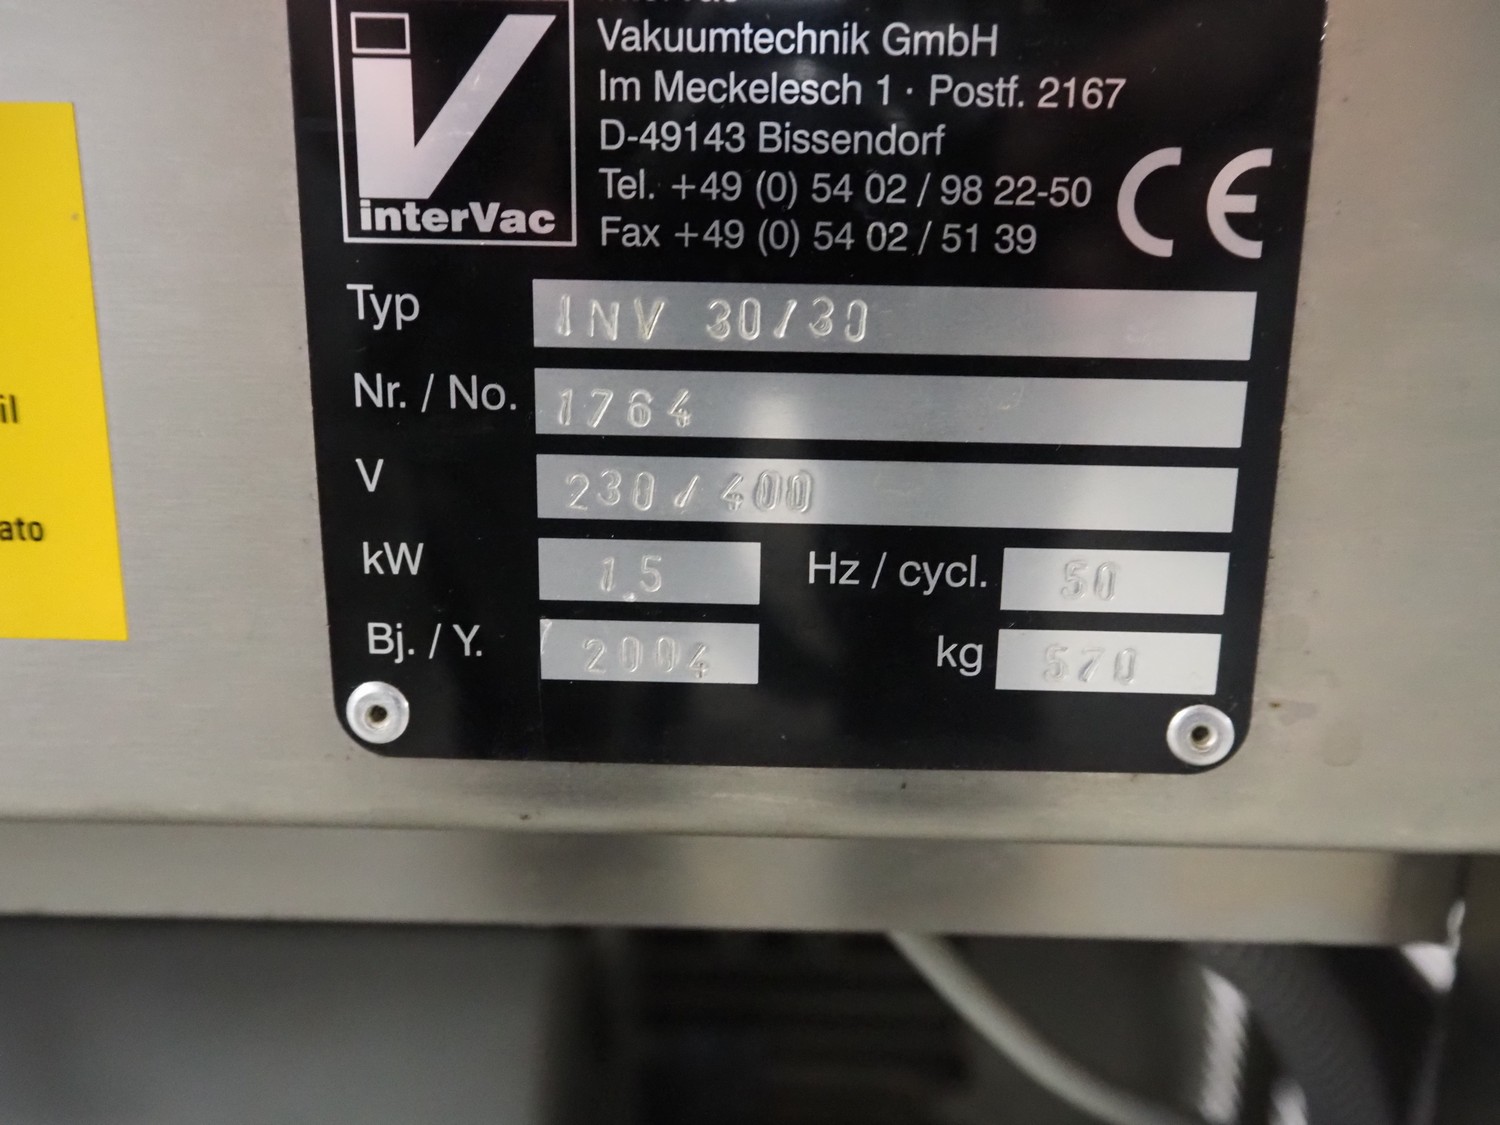 Vakuumtechnik GmbH
Im Meckelesch 1 · Postf. 2167
D-49143 Bissendorf
Tel. +49 (0) 54 02 / 98 22-50
Fax +49 (0) 54 02 / 51 39
CE
interVac
Typ INV 30/30
Nr. / No. 1764
V 230/400
kW 1.5 Hz / cycl. 50
Bj. / Y. 2004 kg 570
il
ato